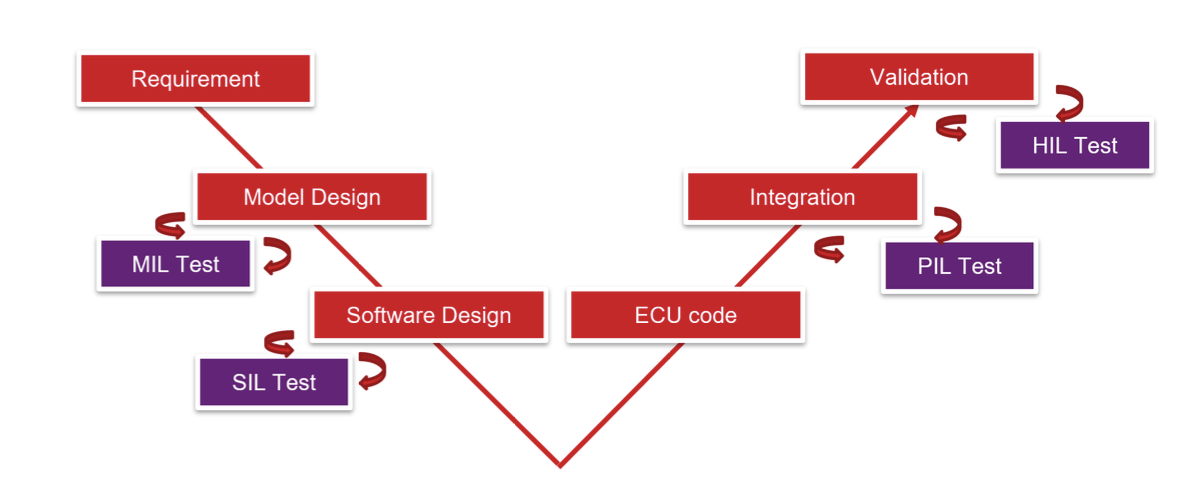 Requirement
Validation
HIL Test
Model Design
Integration
MIL Test
PIL Test
Software Design
ECU code
SIL Test